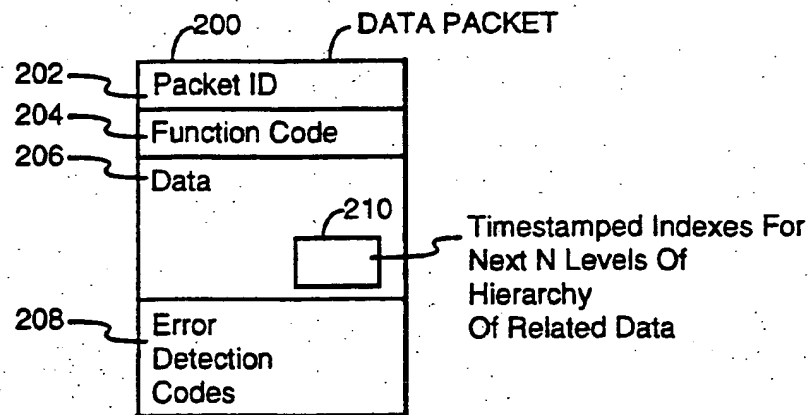 200
DATA PACKET
202
Packet ID
204
Function Code
206
Data
210
Timestamped Indexes For
Next N Levels Of
Hierarchy
Of Related Data
208
Error
Detection
Codes